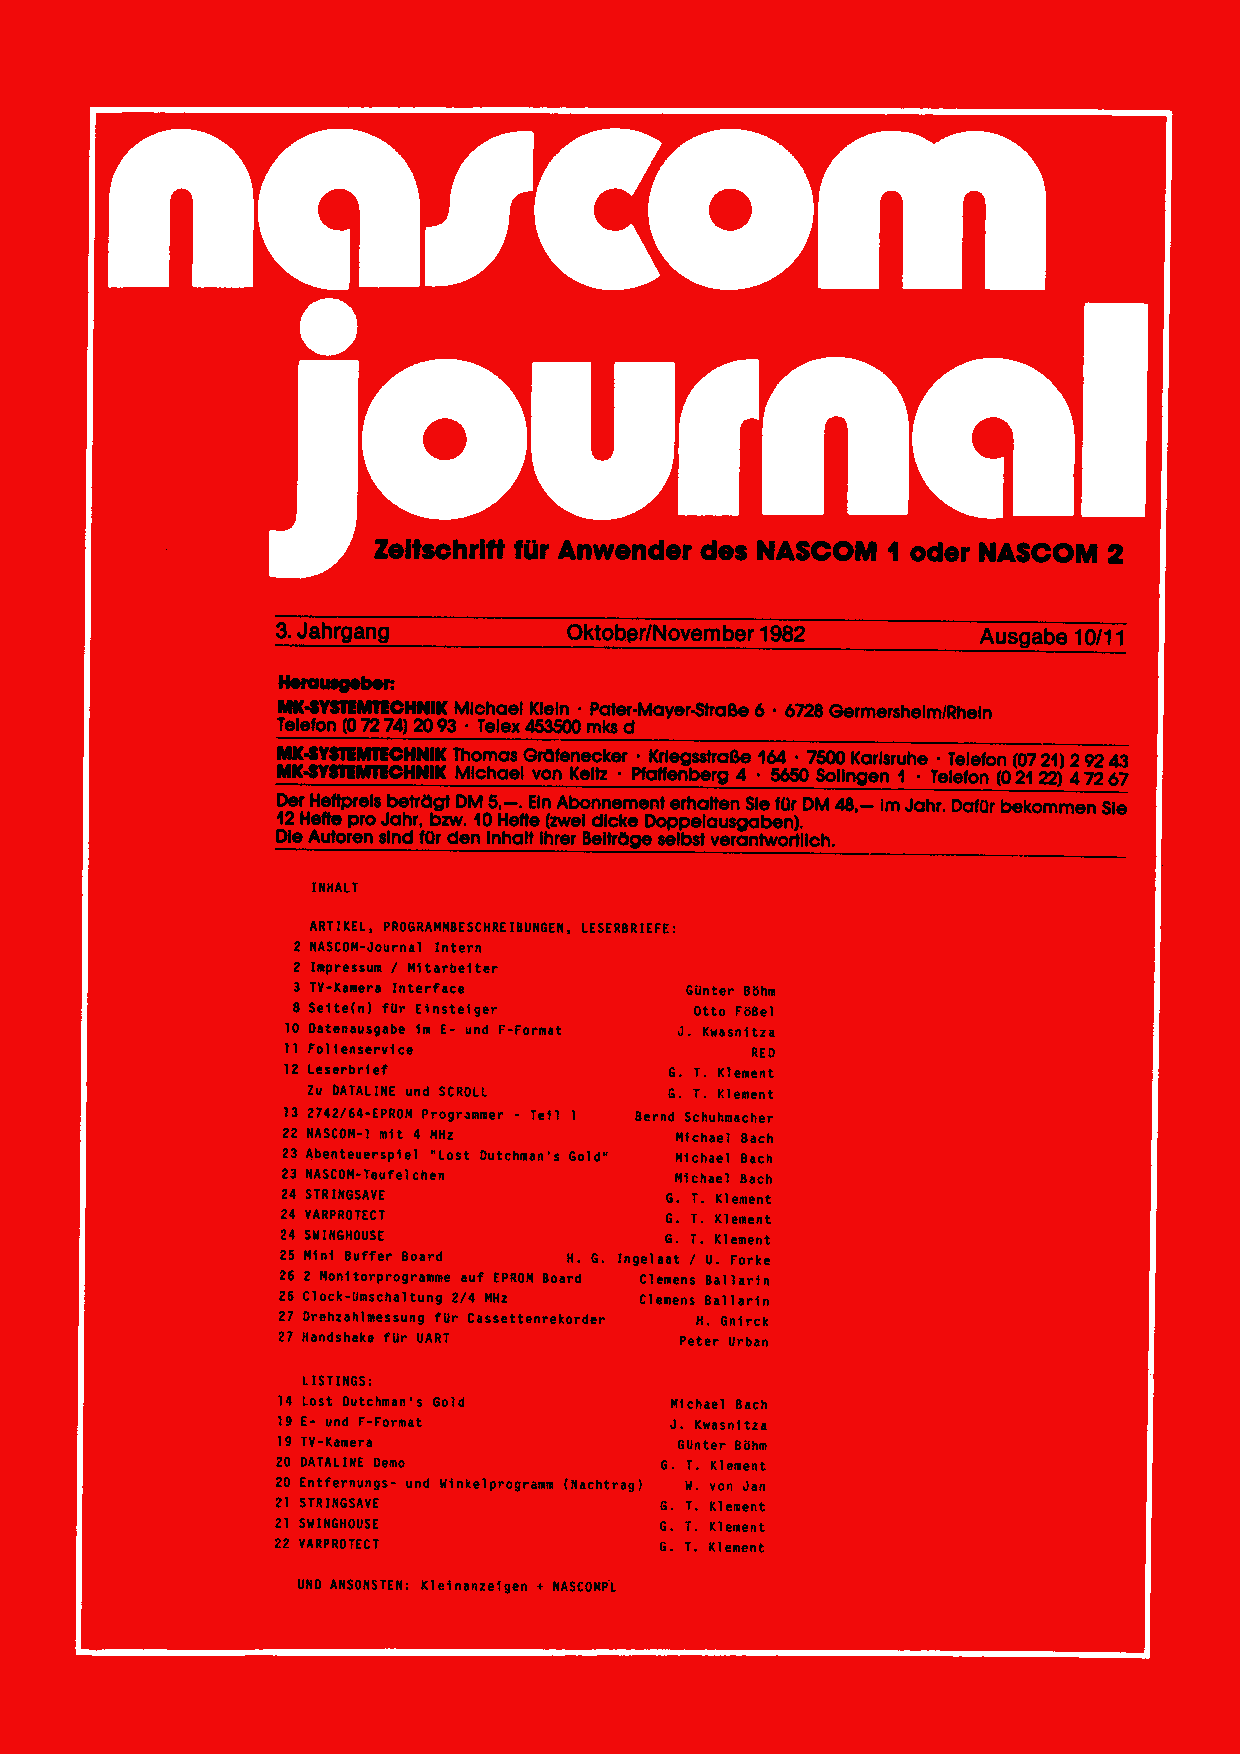 nascom
journal
Zeitschrift für Anwender des NASCOM 1 oder NASCOM 2
3. Jahrgang Oktober/November 1982 Ausgabe 10/11
Herausgeber:
MK-SYSTEMTECHNIK Michael Klein · Pater-Mayer-Straße 6 · 6728 Germersheim/Rhein
Telefon (0 72 74) 20 93 · Telex 453500 mks d
MK-SYSTEMTECHNIK Thomas Gräfenecker · Kriegsstraße 164 · 7500 Karlsruhe · Telefon (07 21) 2 92 43
MK-SYSTEMTECHNIK Michael von Keitz · Pfaffenberg 4 · 5650 Solingen 1 · Telefon (0 21 22) 4 72 67
Der Heftpreis beträgt DM 5,—. Ein Abonnement erhalten Sie für DM 48,— im Jahr. Dafür bekommen Sie
12 Hefte pro Jahr, bzw. 10 Hefte (zwei dicke Doppelausgaben).
Die Autoren sind für den Inhalt ihrer Beiträge selbst verantwortlich.
INHALT
ARTIKEL, PROGRAMMBESCHREIBUNGEN, LESERBRIEFE:
2 NASCOM-Journal Intern
2 Impressum / Mitarbeiter
3 TV-Kamera Interface Günter Böhm
8 Seite(n) für Einsteiger Otto Fößel
10 Datenausgabe im E- und F-Format J. Kwasnitza
11 Folienservice RED
12 Leserbrief G. T. Klement
Zu DATALINE und SCROLL G. T. Klement
13 2742/64-EPROM Programmer - Teil 1 Bernd Schuhmacher
22 NASCOM-1 mit 4 MHz Michael Bach
23 Abenteuerspiel "Lost Dutchman's Gold" Michael Bach
23 NASCOM-Teufelchen Michael Bach
24 STRINGSAVE G. T. Klement
24 VARPROTECT G. T. Klement
24 SWINGHOUSE G. T. Klement
25 Mini Buffer Board H. G. Ingelaat / U. Forke
26 2 Monitorprogramme auf EPROM Board Clemens Ballarin
26 Clock-Umschaltung 2/4 MHz Clemens Ballarin
27 Drehzahlmessung für Cassettenrekorder H. Gnirck
27 Handshake für UART Peter Urban
LISTINGS:
14 Lost Dutchman's Gold Michael Bach
19 E- und F-Format J. Kwasnitza
19 TV-Kamera Günter Böhm
20 DATALINE Demo G. T. Klement
20 Entfernungs- und Winkelprogramm (Nachtrag) W. von Jan
21 STRINGSAVE G. T. Klement
21 SWINGHOUSE G. T. Klement
22 VARPROTECT G. T. Klement
UND ANSONSTEN: Kleinanzeigen + NASCOMPL